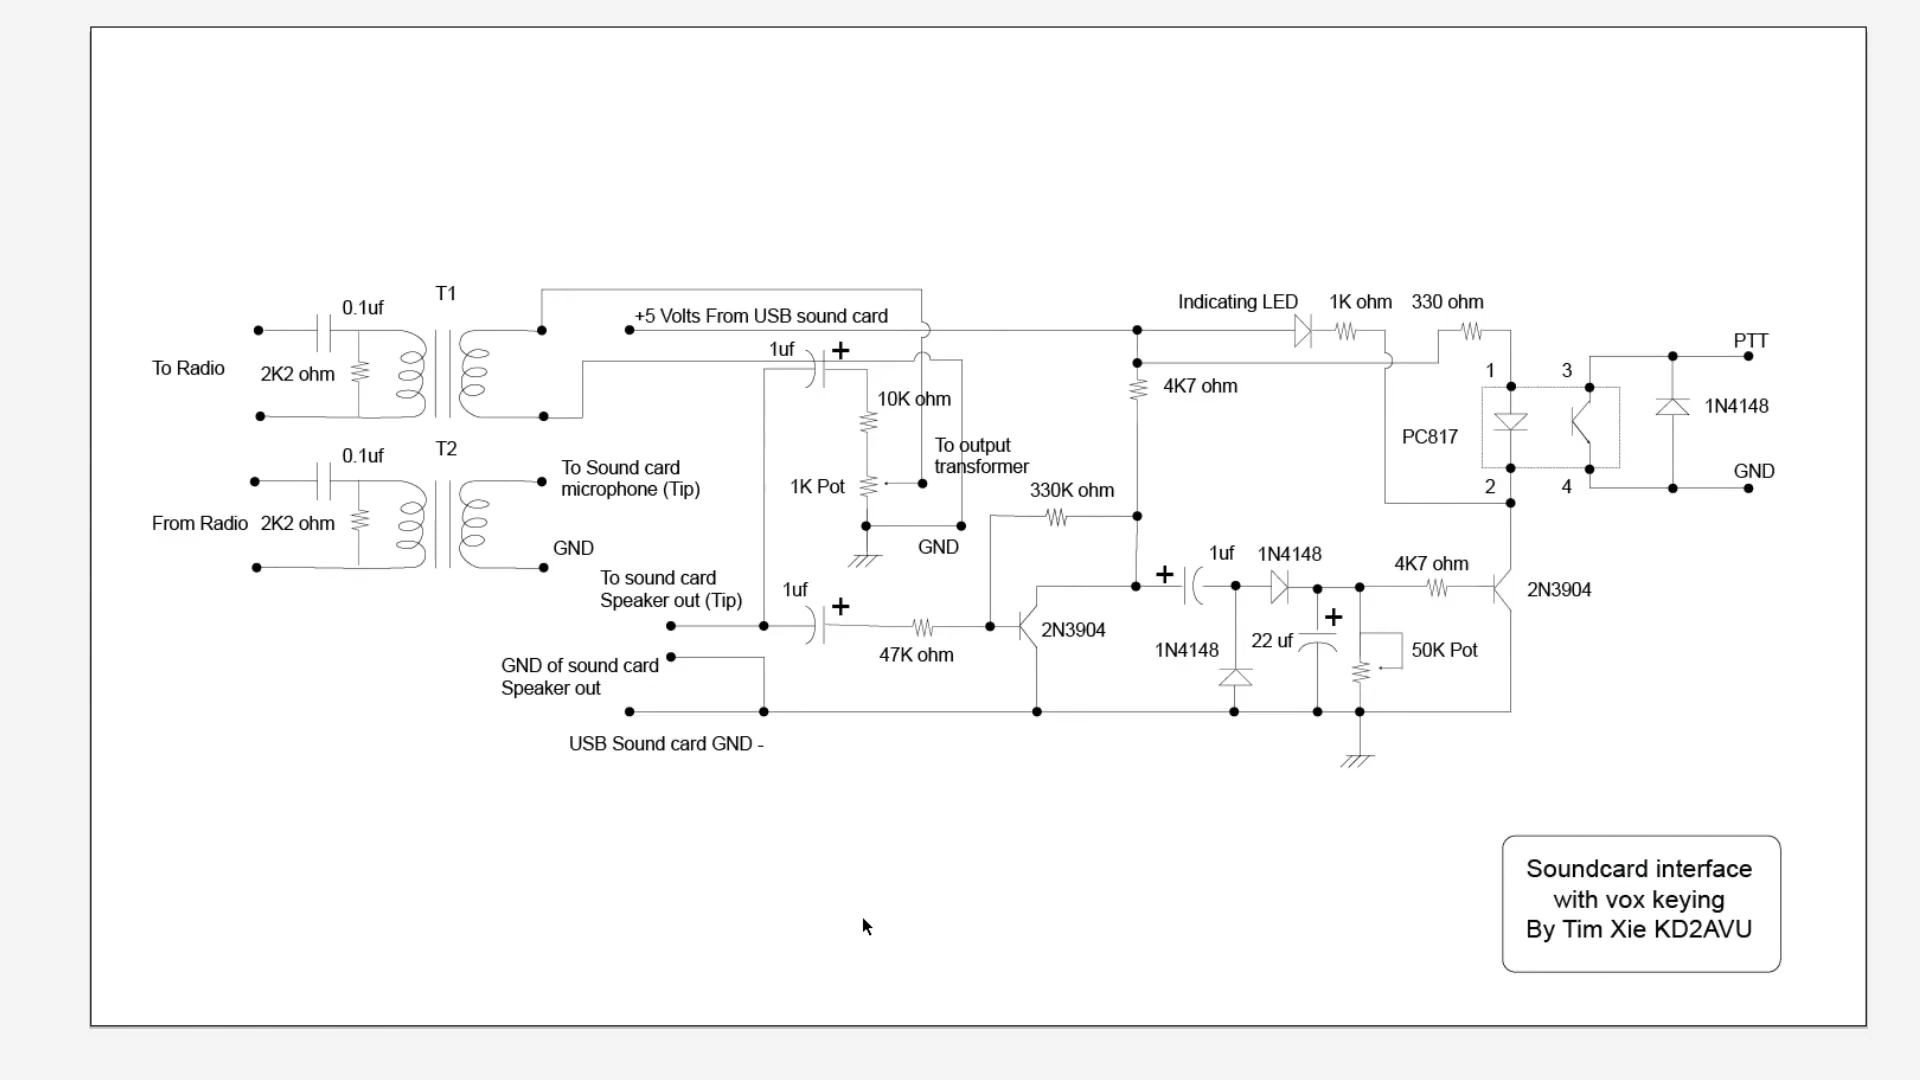 T1
0.1uf
To Radio
2K2 ohm
T2
0.1uf
From Radio
2K2 ohm
To Sound card
microphone (Tip)
GND
+5 Volts From USB sound card
1uf
+
10K ohm
1K Pot
To output
transformer
GND
To sound card
Speaker out (Tip)
1uf
+
47K ohm
GND of sound card
Speaker out
USB Sound card GND -
330K ohm
2N3904
4K7 ohm
Indicating LED
1K ohm
330 ohm
+
1uf
1N4148
1N4148
+
22 uf
50K Pot
4K7 ohm
2N3904
1
3
PC817
2
4
PTT
1N4148
GND
Soundcard interface
with vox keying
By Tim Xie KD2AVU